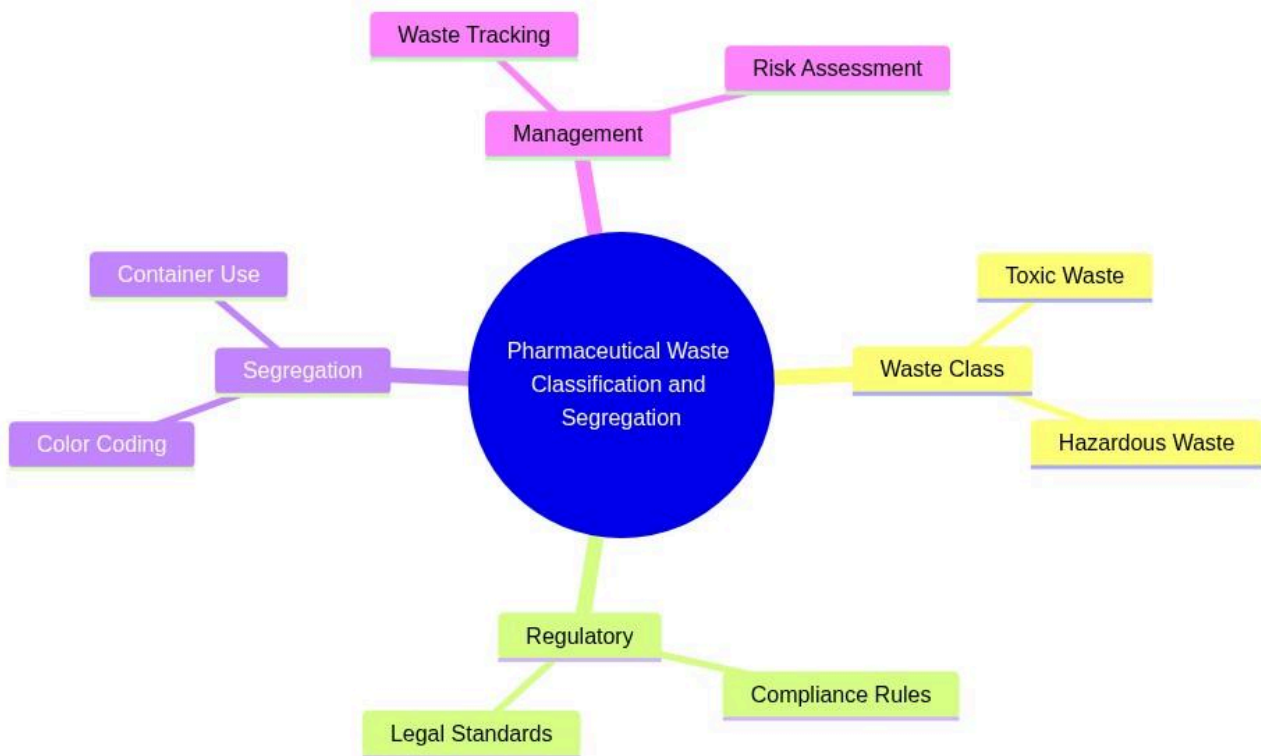 Waste Tracking
Risk Assessment
Management
Container Use
Toxic Waste
Segregation
Pharmaceutical Waste
Classification and
Segregation
Waste Class
Color Coding
Hazardous Waste
Regulatory
Compliance Rules
Legal Standards